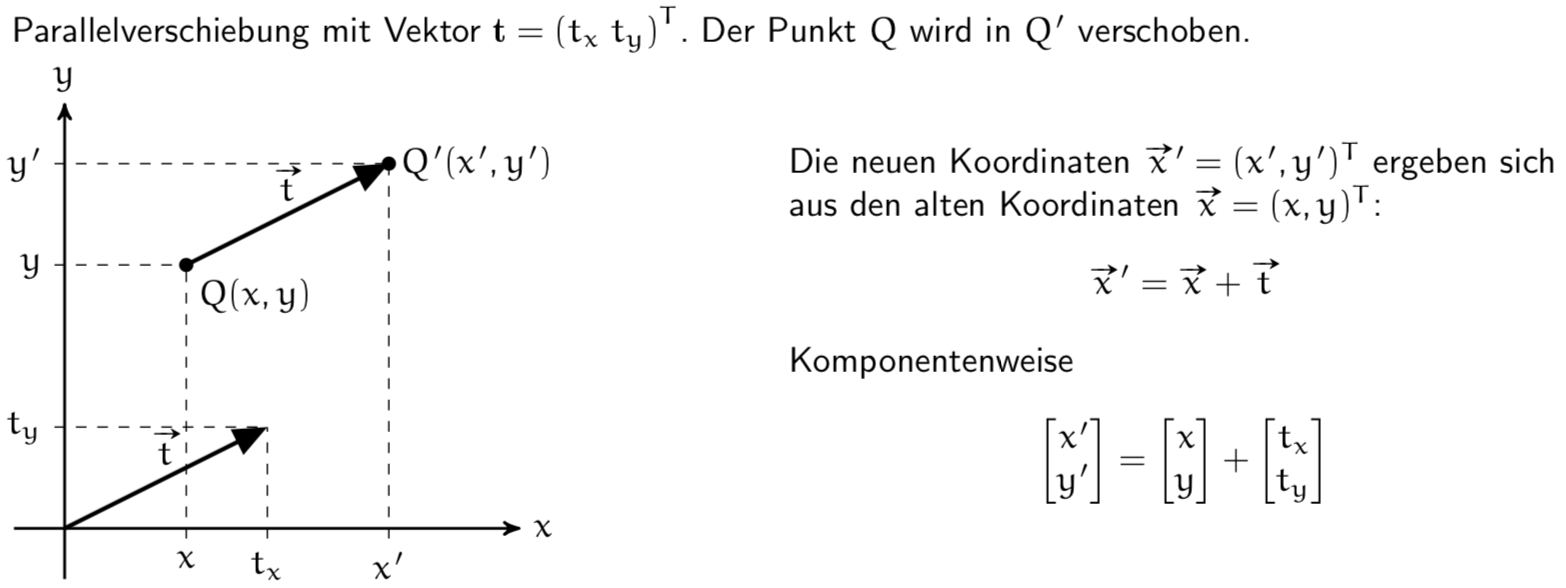 Parallelverschiebung mit Vektor t = (tₓ t_y)ᵀ. Der Punkt Q wird in Q′ verschoben.
y
y′
Q′(x′, y′)
t⃗
y
Q(x, y)
t_y
t⃗
x
x
tₓ
x′
Die neuen Koordinaten x⃗′ = (x′, y′)ᵀ ergeben sich
aus den alten Koordinaten x⃗ = (x, y)ᵀ:
x⃗′ = x⃗ + t⃗
Komponentenweise
[x′ y′] = [x y] + [tₓ t_y]